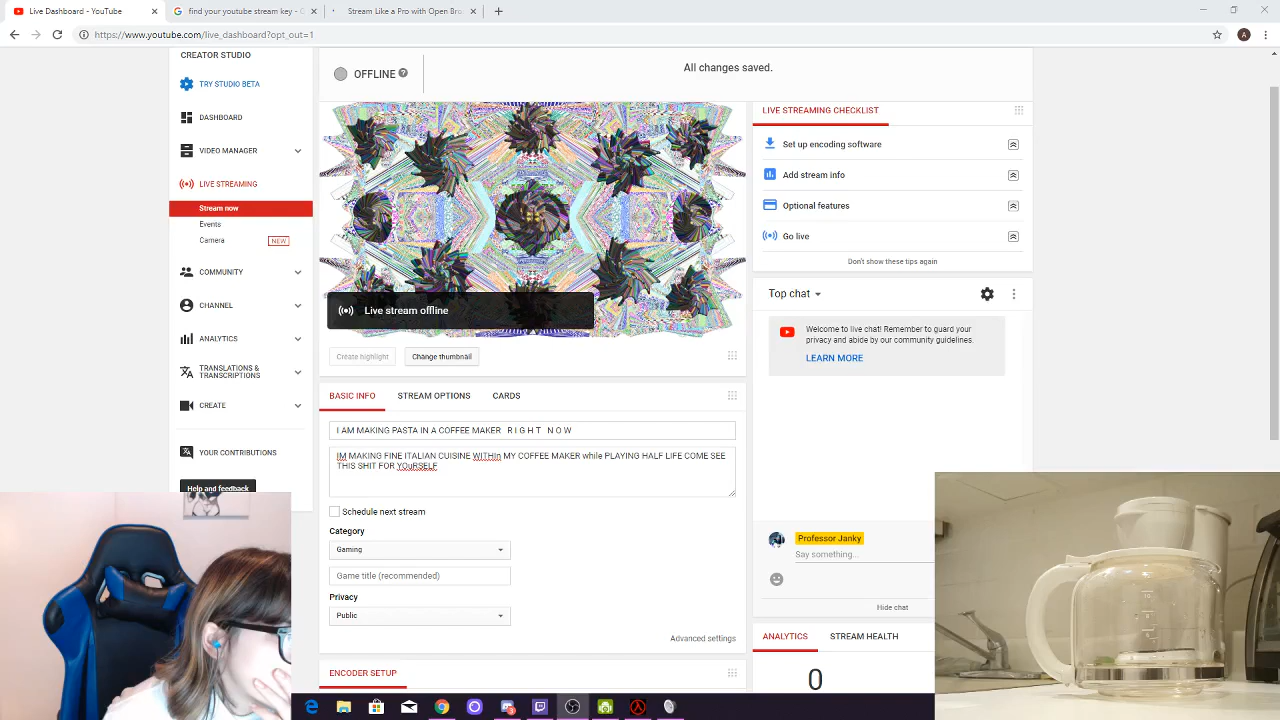 Live Dashboard - YouTube
find your youtube stream key - G
Stream Like a Pro with Open Bro
https://www.youtube.com/live_dashboard?opt_out=1
A
CREATOR STUDIO
TRY STUDIO BETA
DASHBOARD
VIDEO MANAGER
LIVE STREAMING
Stream now
Events
Camera NEW
COMMUNITY
CHANNEL
ANALYTICS
TRANSLATIONS &
TRANSCRIPTIONS
CREATE
YOUR CONTRIBUTIONS
Help and feedback
OFFLINE ?
All changes saved.
Live stream offline
Create highlight
Change thumbnail
BASIC INFO STREAM OPTIONS CARDS
I AM MAKING PASTA IN A COFFEE MAKER R I G H T N O W
IM MAKING FINE ITALIAN CUISINE WITHIn MY COFFEE MAKER while PLAYING HALF LIFE COME SEE
THIS SHIT FOR YOuRSELF
Schedule next stream
Category
Gaming
Game title (recommended)
Privacy
Public
Advanced settings
ENCODER SETUP
LIVE STREAMING CHECKLIST
Set up encoding software
Add stream info
Optional features
Go live
Don't show these tips again
Top chat
Welcome to live chat! Remember to guard your
privacy and abide by our community guidelines.
LEARN MORE
Professor Janky
Say something...
Hide chat
ANALYTICS STREAM HEALTH
0